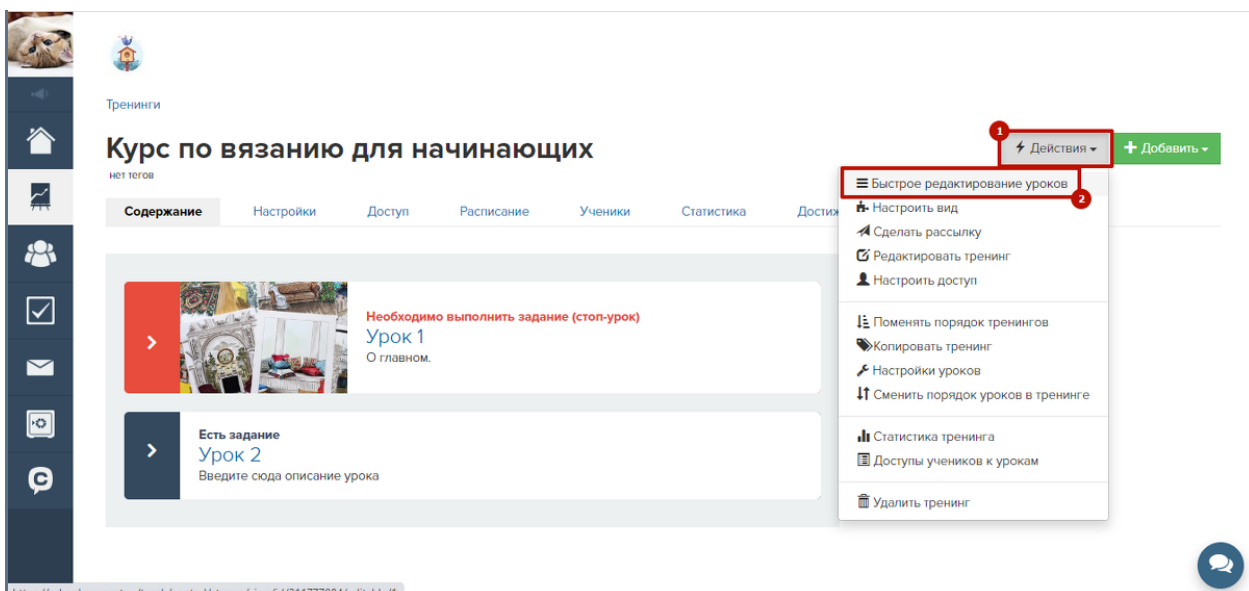 Тренинги
Курс по вязанию для начинающих
нет тегов
1
Действия
Добавить
Содержание
Настройки
Доступ
Расписание
Ученики
Статистика
2
Быстрое редактирование уроков
Настроить вид
Сделать рассылку
Редактировать тренинг
Настроить доступ
Поменять порядок тренингов
Копировать тренинг
Настройки уроков
Сменить порядок уроков в тренинге
Статистика тренинга
Доступы учеников к урокам
Удалить тренинг
Необходимо выполнить задание (стоп-урок)
Урок 1
О главном.
Есть задание
Урок 2
Введите сюда описание урока